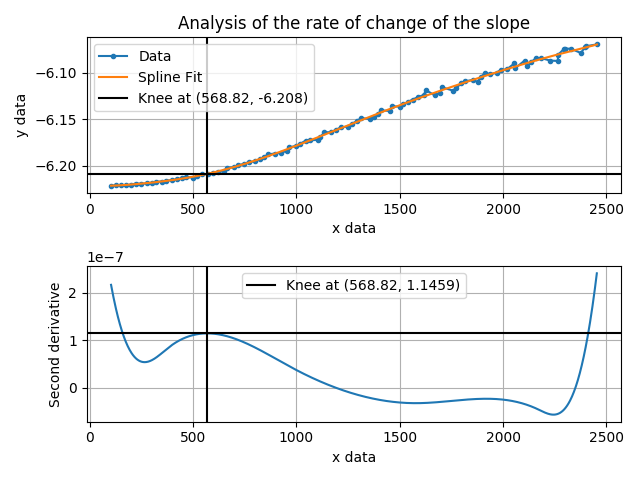 Analysis of the rate of change of the slope
Data
Spline Fit
Knee at (568.82, -6.208)
y data
−6.10
−6.15
−6.20
0 500 1000 1500 2000 2500
x data
1e−7
Knee at (568.82, 1.1459)
Second derivative
2
1
0
0 500 1000 1500 2000 2500
x data